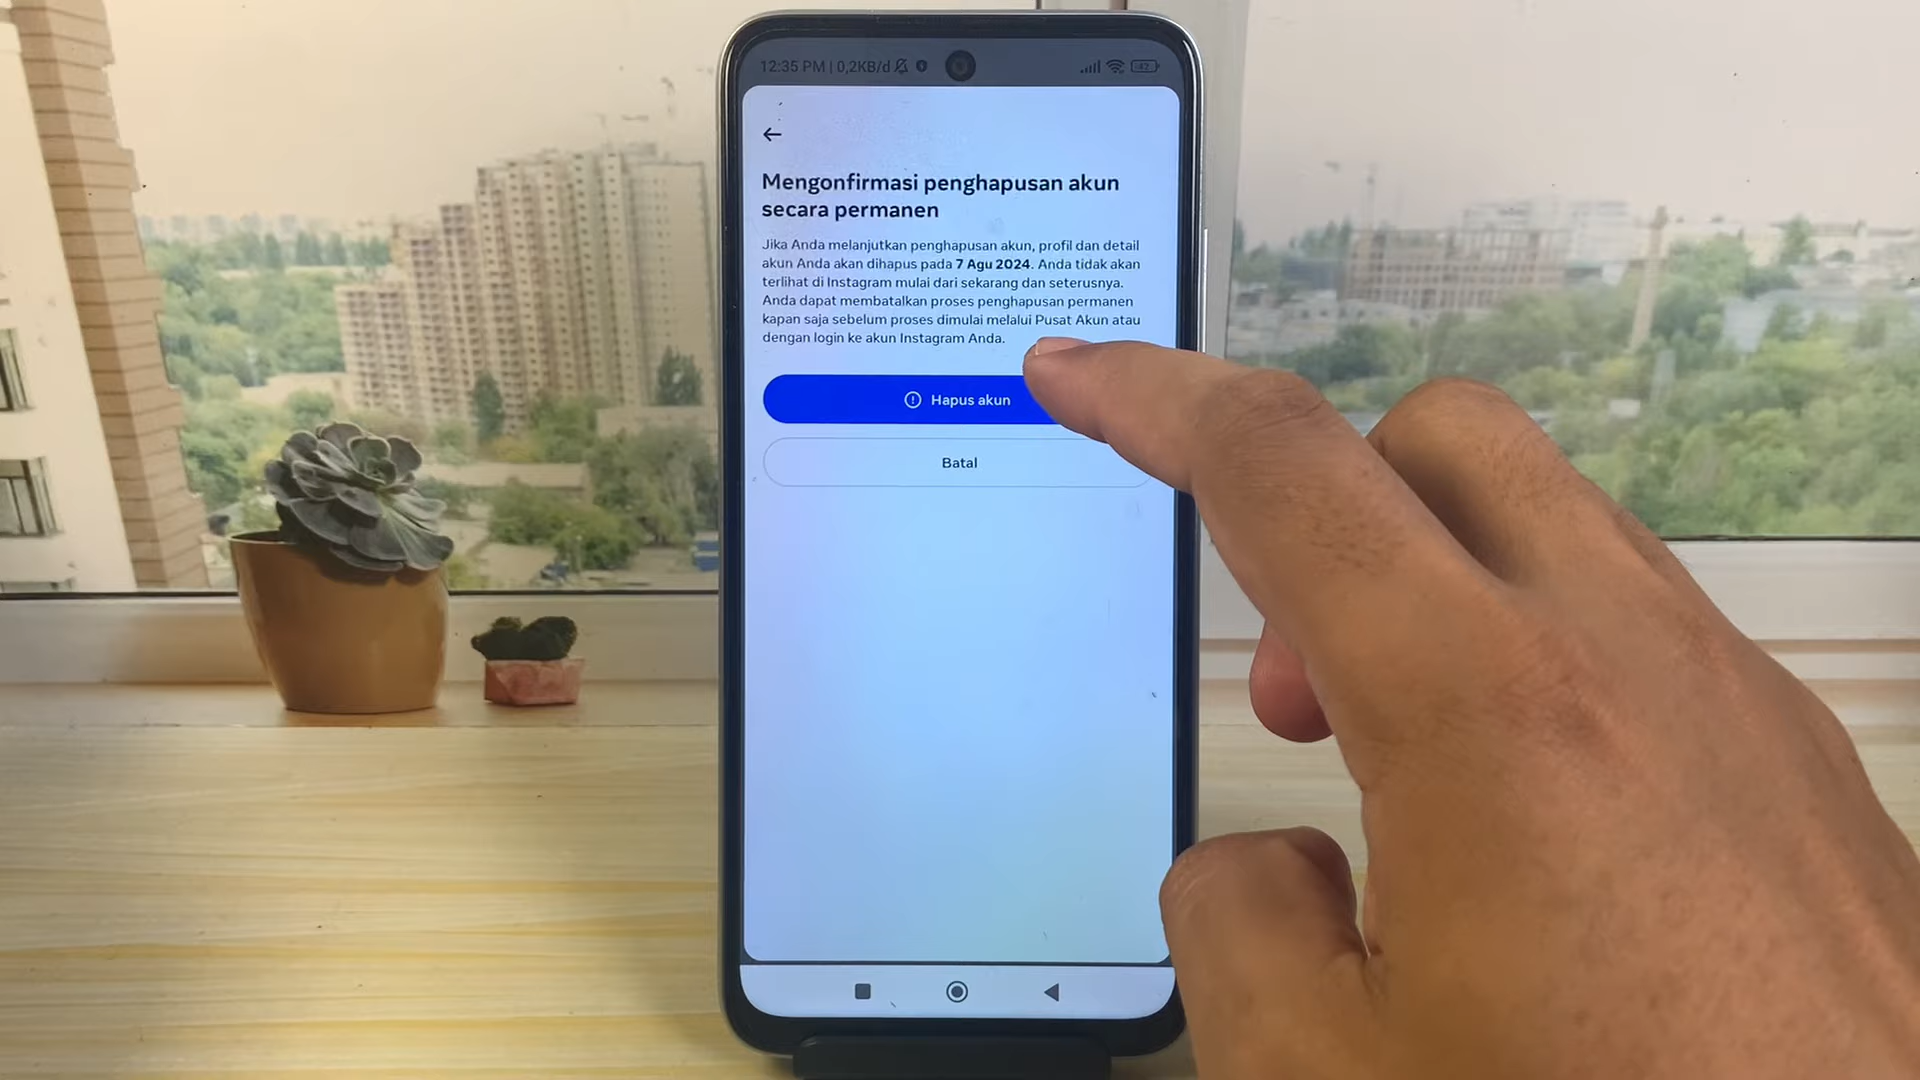 12:35 PM | 0,2KB/d
42
Mengonfirmasi penghapusan akun
secara permanen
Jika Anda melanjutkan penghapusan akun, profil dan detail
akun Anda akan dihapus pada 7 Agu 2024. Anda tidak akan
terlihat di Instagram mulai dari sekarang dan seterusnya.
Anda dapat membatalkan proses penghapusan permanen
kapan saja sebelum proses dimulai melalui Pusat Akun atau
dengan login ke akun Instagram Anda.
Hapus akun
Batal